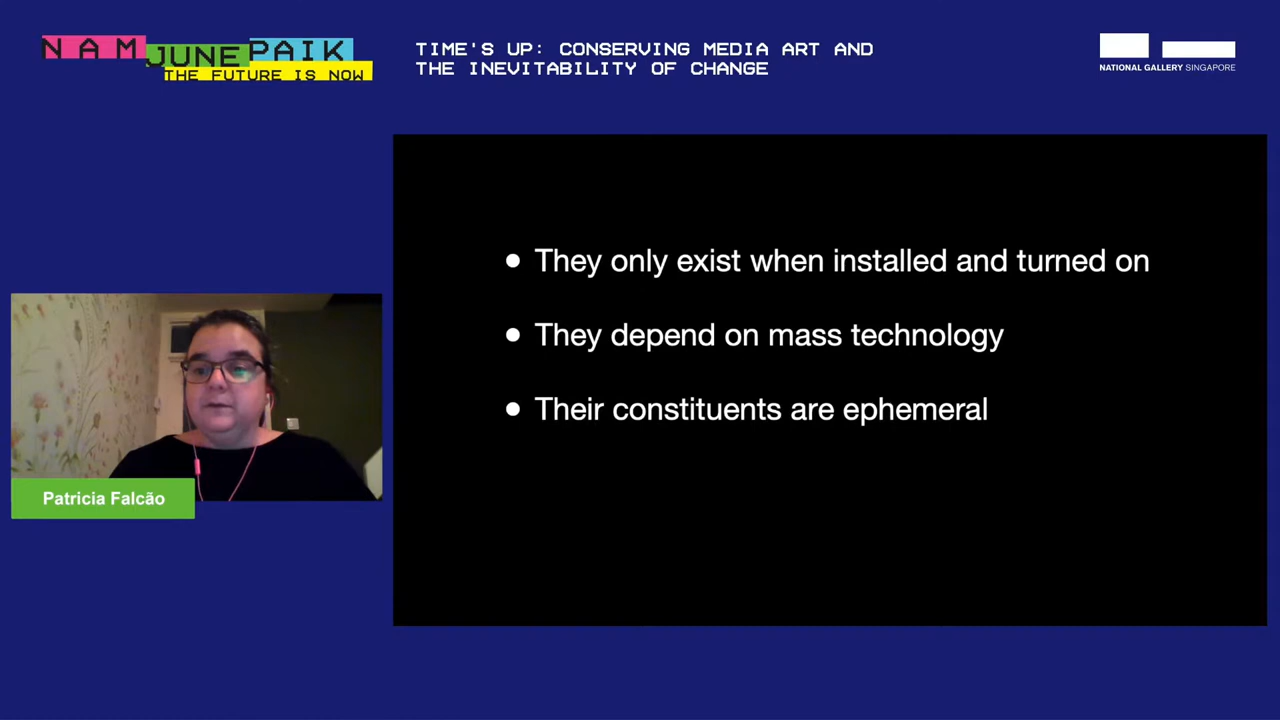 NAM JUNE PAIK
THE FUTURE IS NOW
TIME'S UP: CONSERVING MEDIA ART AND
THE INEVITABILITY OF CHANGE
NATIONAL GALLERY SINGAPORE
• They only exist when installed and turned on
• They depend on mass technology
• Their constituents are ephemeral
Patricia Falcão